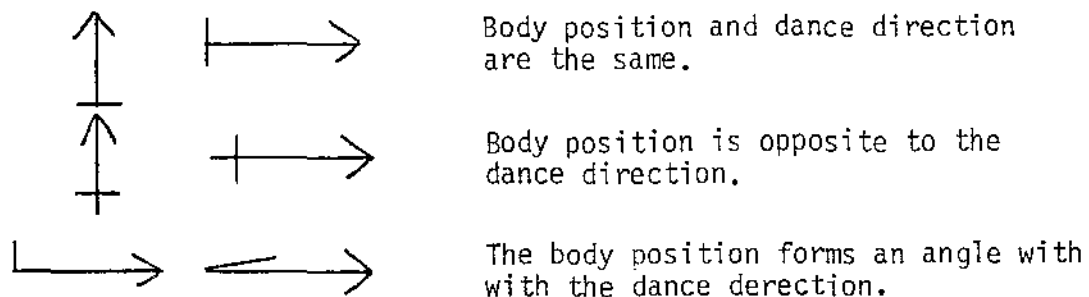 Body position and dance direction
are the same.
Body position is opposite to the
dance direction.
The body position forms an angle with
with the dance derection.